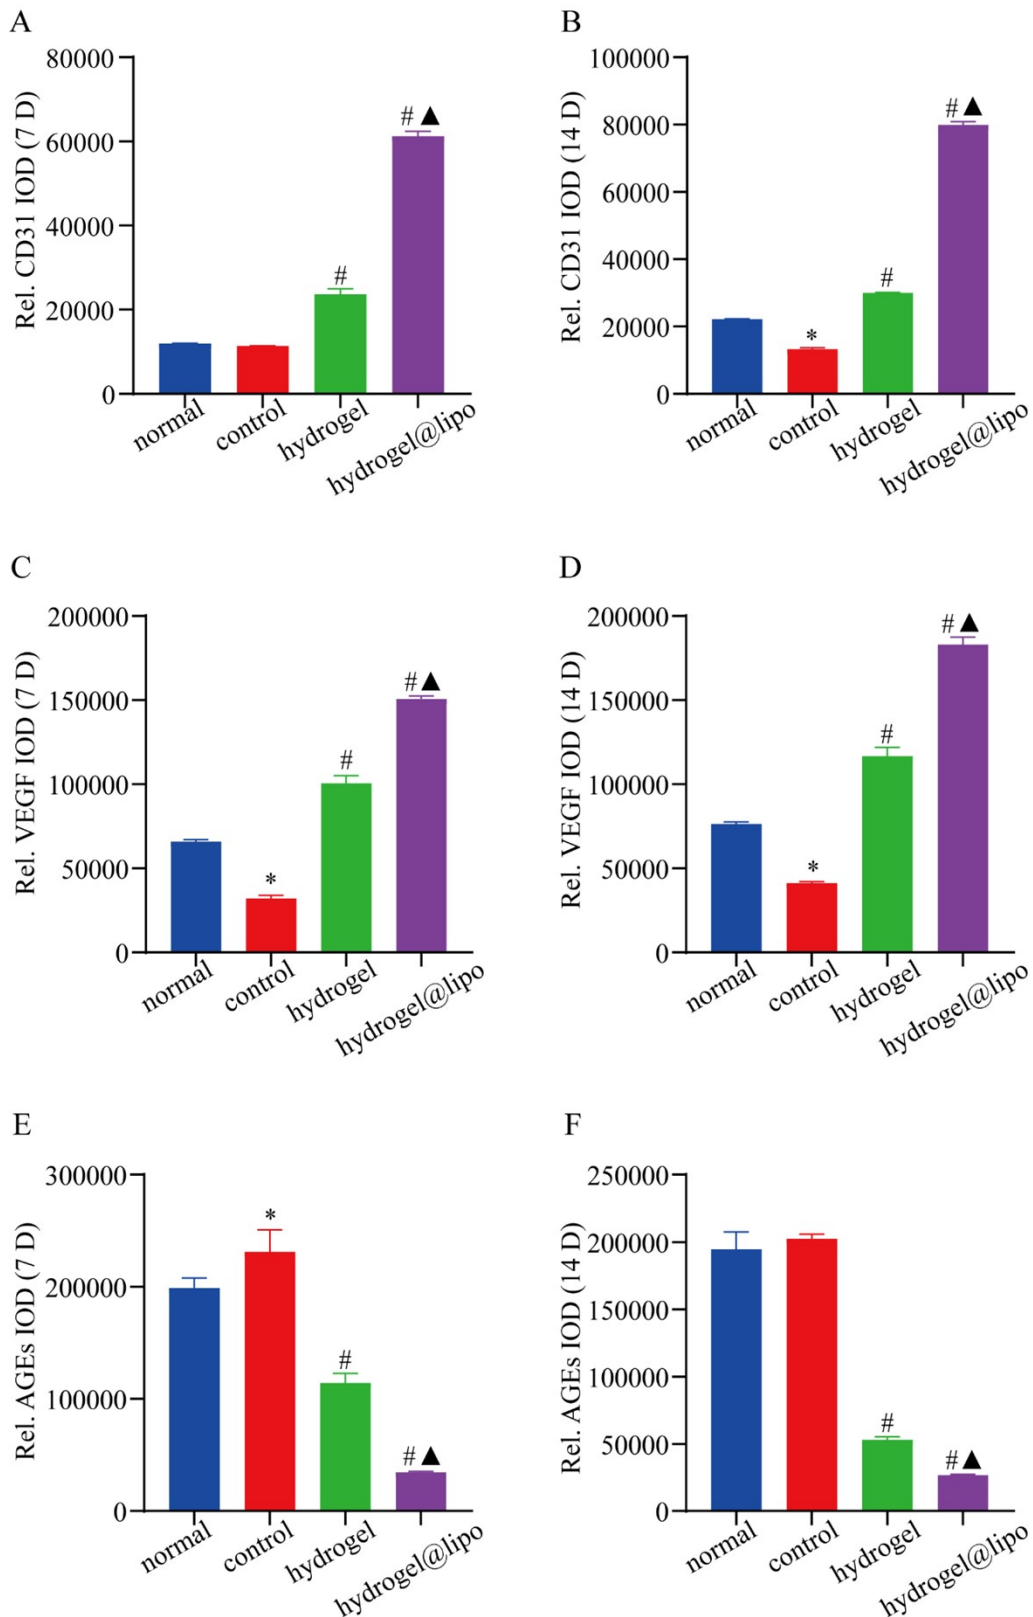 A
Rel. CD31 IOD (7 D)
80000
60000
40000
20000
0
#▲
#
normal
control
hydrogel
hydrogel@lipo
B
Rel. CD31 IOD (14 D)
100000
80000
60000
40000
20000
0
#▲
#
*
normal
control
hydrogel
hydrogel@lipo
C
Rel. VEGF IOD (7 D)
200000
150000
100000
50000
0
#▲
#
*
normal
control
hydrogel
hydrogel@lipo
D
Rel. VEGF IOD (14 D)
200000
150000
100000
50000
0
#▲
#
*
normal
control
hydrogel
hydrogel@lipo
E
Rel. AGEs IOD (7 D)
300000
200000
100000
0
*
#
#▲
normal
control
hydrogel
hydrogel@lipo
F
Rel. AGEs IOD (14 D)
250000
200000
150000
100000
50000
0
#
#▲
normal
control
hydrogel
hydrogel@lipo